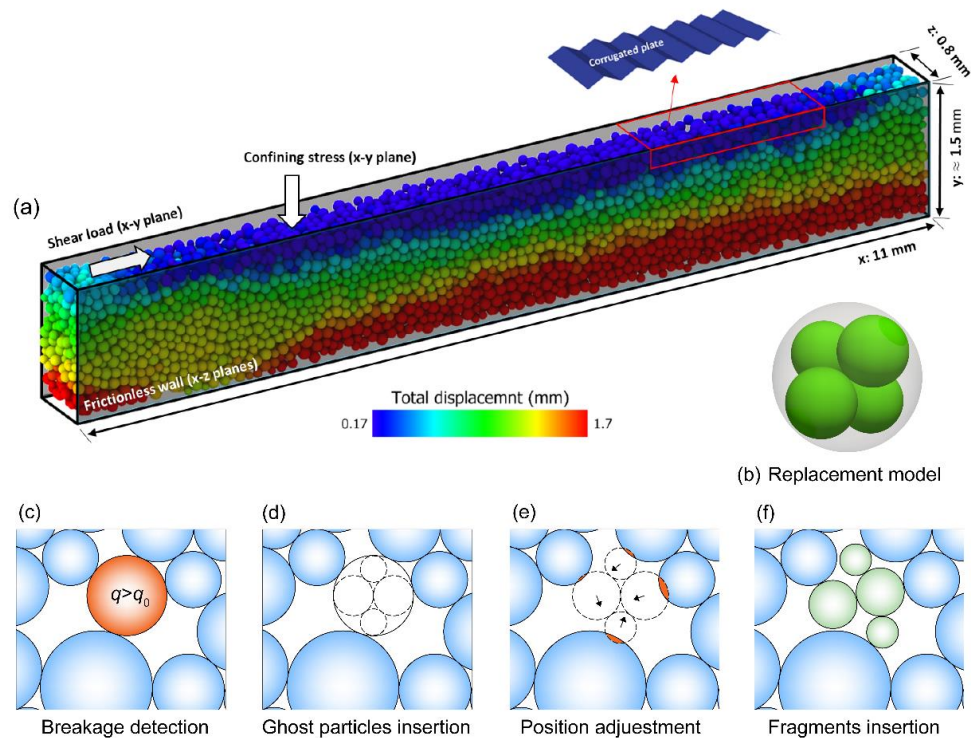 Corrugated plate
z: 0.8 mm
Confining stress (x-y plane)
y: ≈ 1.5 mm
(a)
Shear load (x-y plane)
x: 11 mm
Frictionless wall (x-z planes)
Total displacemnt (mm)
0.17
1.7
(b) Replacement model
(c)
(d)
(e)
(f)
q>q0
Breakage detection
Ghost particles insertion
Position adjustment
Fragments insertion